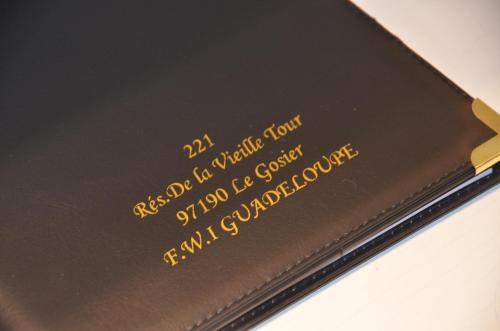 221
Rés.De la Vieille Tour
97190 Le Gosier
F.W.I GUADELOUPE